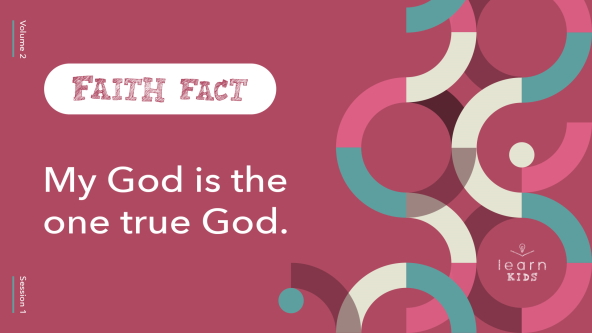 Volume 2
FAITH FACT
My God is the
one true God.
Session 1
learn
KIDS